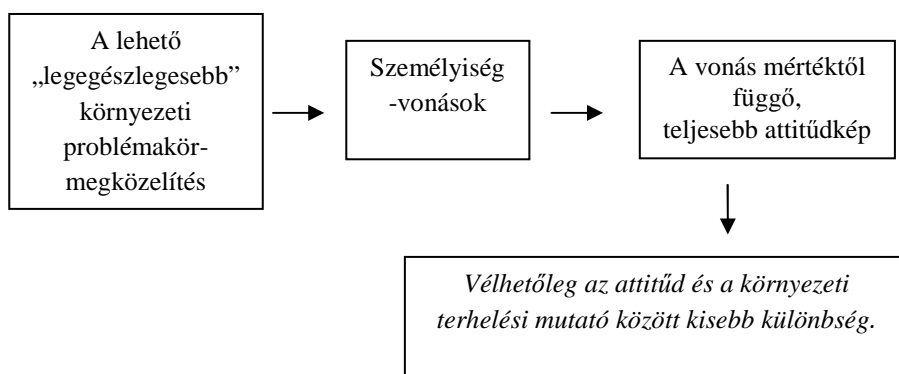 A lehető
„legegészlegesebb”
környezeti
problémakör-
megközelítés
Személyiség
-vonások
A vonás mértéktől
függő,
teljesebb attitűdkép
Vélhetőleg az attitűd és a környezeti
terhelési mutató között kisebb különbség.